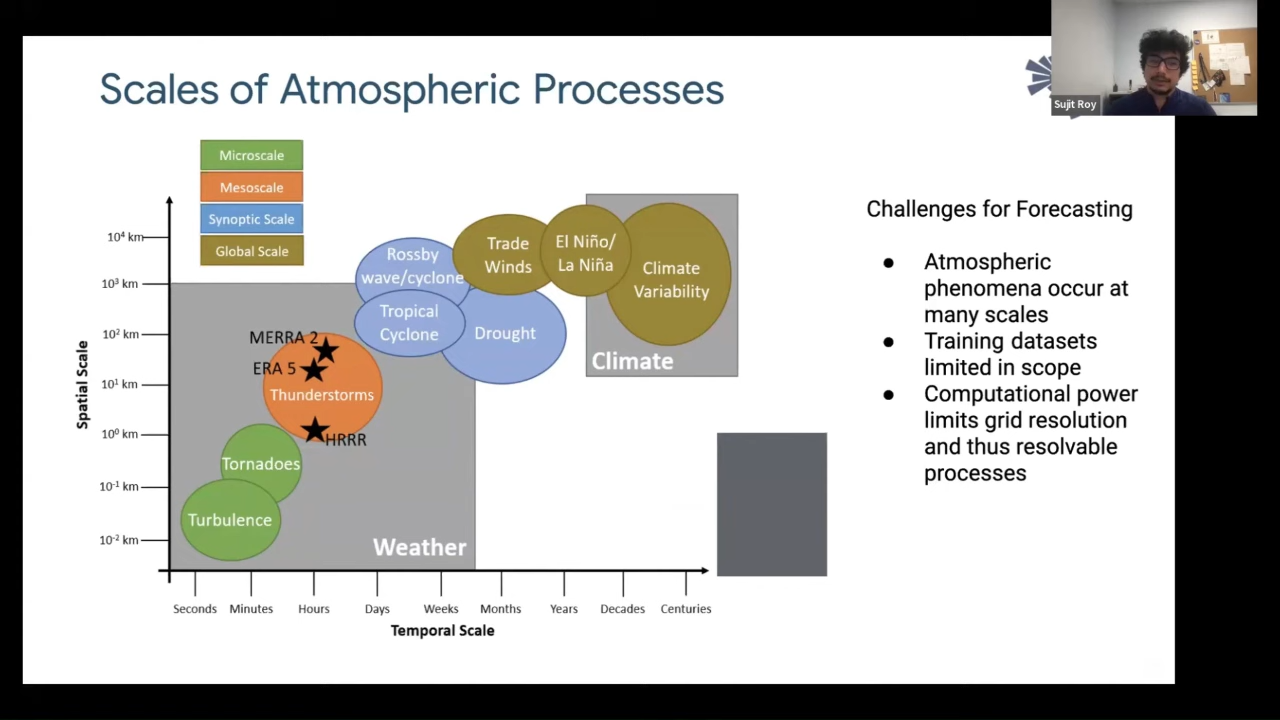 Scales of Atmospheric Processes
Sujit Roy
Microscale
Mesoscale
Synoptic Scale
Global Scale
Spatial Scale
10⁴ km
10³ km
10² km
10¹ km
10⁰ km
10⁻¹ km
10⁻² km
Rossby
wave/cyclone
Trade
Winds
El Niño/
La Niña
Climate
Variability
Tropical
Cyclone
Drought
Climate
MERRA 2
ERA 5
Thunderstorms
HRRR
Tornadoes
Turbulence
Weather
Seconds
Minutes
Hours
Days
Weeks
Months
Years
Decades
Centuries
Temporal Scale
Challenges for Forecasting
● Atmospheric
phenomena occur at
many scales
● Training datasets
limited in scope
● Computational power
limits grid resolution
and thus resolvable
processes